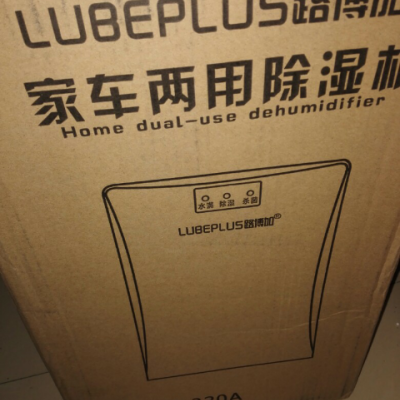 LUBEPLUS路博加
家车两用除湿机
Home dual-use dehumidifier
水满 除湿 杀菌
LUBEPLUS路博加®
220A